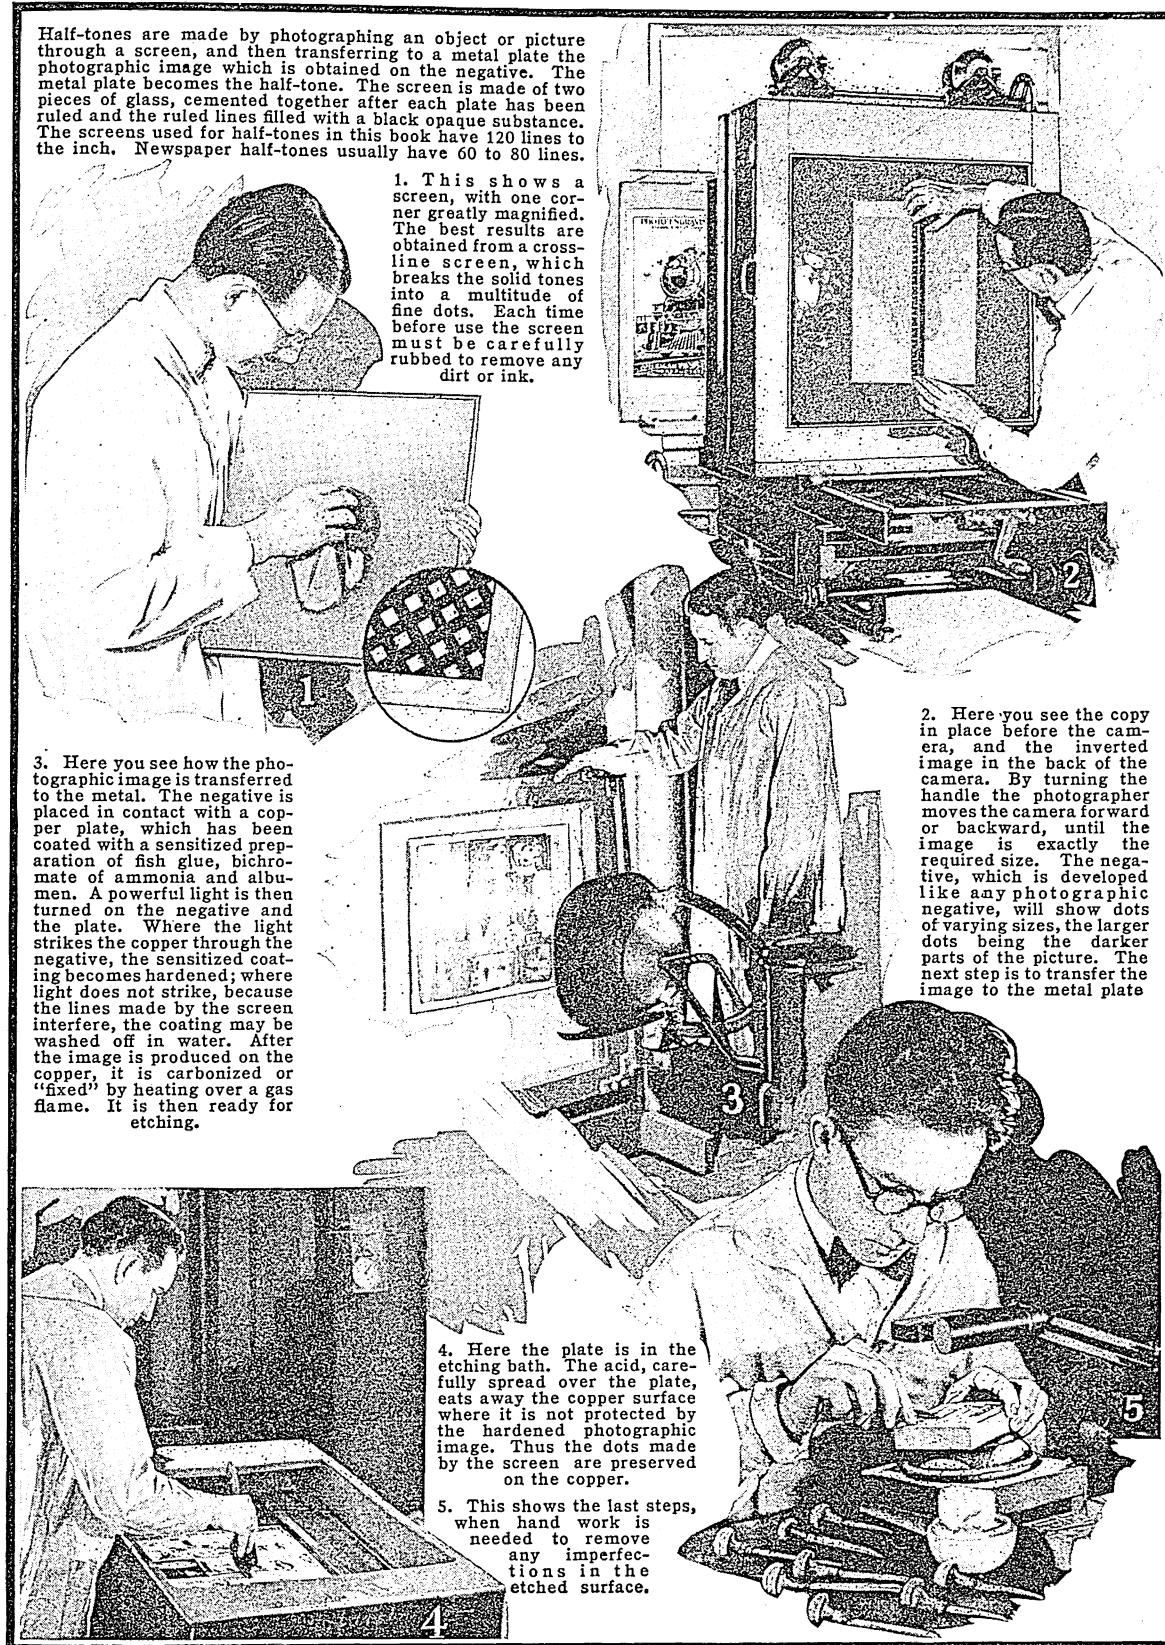 Half-tones are made by photographing an object or picture
through a screen, and then transferring to a metal plate the
photographic image which is obtained on the negative. The
metal plate becomes the half-tone. The screen is made of two
pieces of glass, cemented together after each plate has been
ruled and the ruled lines filled with a black opaque substance.
The screens used for half-tones in this book have 120 lines to
the inch. Newspaper half-tones usually have 60 to 80 lines.
1. This shows a
screen, with one cor-
ner greatly magnified.
The best results are
obtained from a cross-
line screen, which
breaks the solid tones
into a multitude of
fine dots. Each time
before use the screen
must be carefully
rubbed to remove any
dirt or ink.
1
2
2. Here you see the copy
in place before the cam-
era, and the inverted
image in the back of the
camera. By turning the
handle the photographer
moves the camera forward
or backward, until the
image is exactly the
required size. The nega-
tive, which is developed
like any photographic
negative, will show dots
of varying sizes, the larger
dots being the darker
parts of the picture. The
next step is to transfer the
image to the metal plate
3. Here you see how the pho-
tographic image is transferred
to the metal. The negative is
placed in contact with a cop-
per plate, which has been
coated with a sensitized prep-
aration of fish glue, bichro-
mate of ammonia and albu-
men. A powerful light is then
turned on the negative and
the plate. Where the light
strikes the copper through the
negative, the sensitized coat-
ing becomes hardened; where
light does not strike, because
the lines made by the screen
interfere, the coating may be
washed off in water. After
the image is produced on the
copper, it is carbonized or
"fixed" by heating over a gas
flame. It is then ready for
etching.
3
4. Here the plate is in the
etching bath. The acid, care-
fully spread over the plate,
eats away the copper surface
where it is not protected by
the hardened photographic
image. Thus the dots made
by the screen are preserved
on the copper.
5. This shows the last steps,
when hand work is
needed to remove
any imperfec-
tions in the
etched surface.
4
5